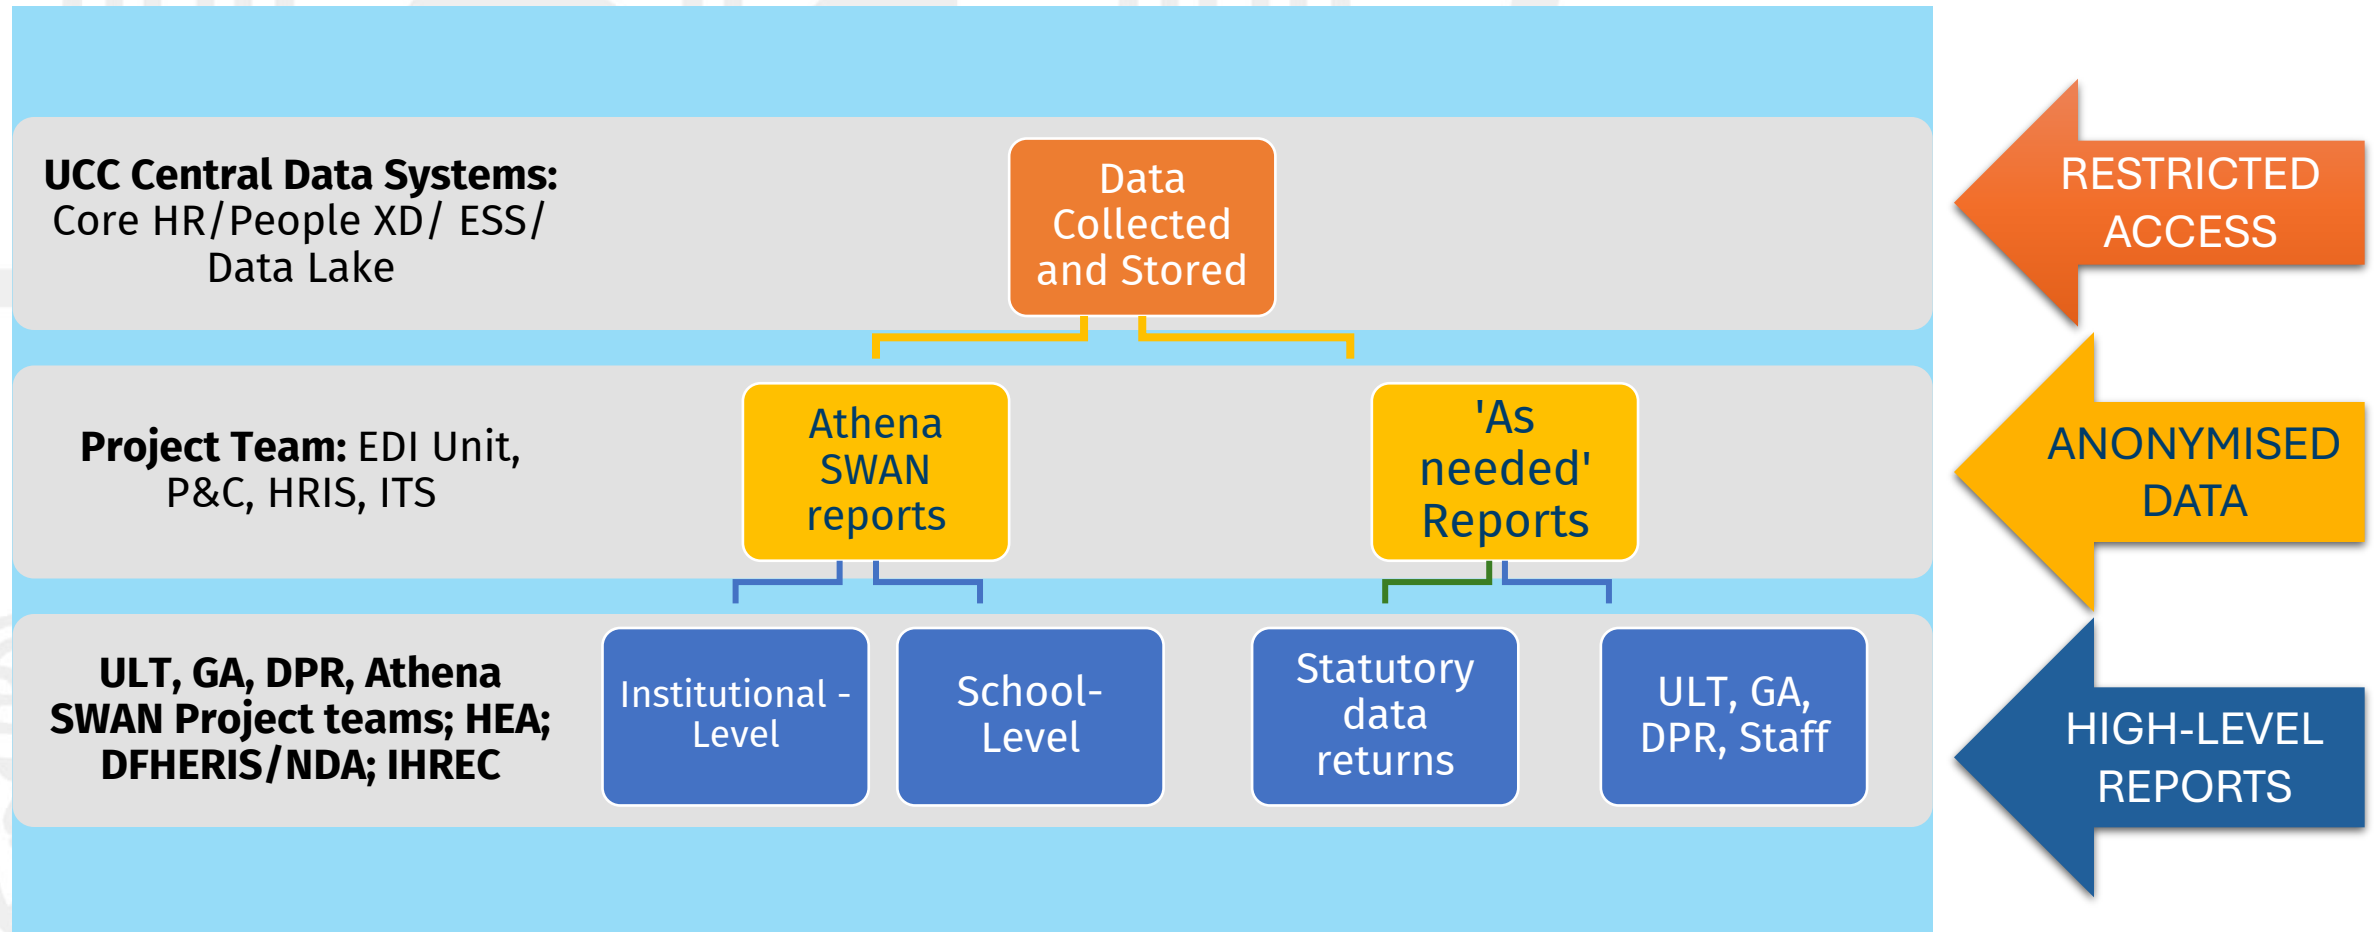 UCC Central Data Systems:
Core HR/People XD/ ESS/
Data Lake
Data
Collected
and Stored
RESTRICTED
ACCESS
Project Team: EDI Unit,
P&C, HRIS, ITS
Athena
SWAN
reports
'As
needed'
Reports
ANONYMISED
DATA
ULT, GA, DPR, Athena
SWAN Project teams; HEA;
DFHERIS/NDA; IHREC
Institutional -
Level
School-
Level
Statutory
data
returns
ULT, GA,
DPR, Staff
HIGH-LEVEL
REPORTS